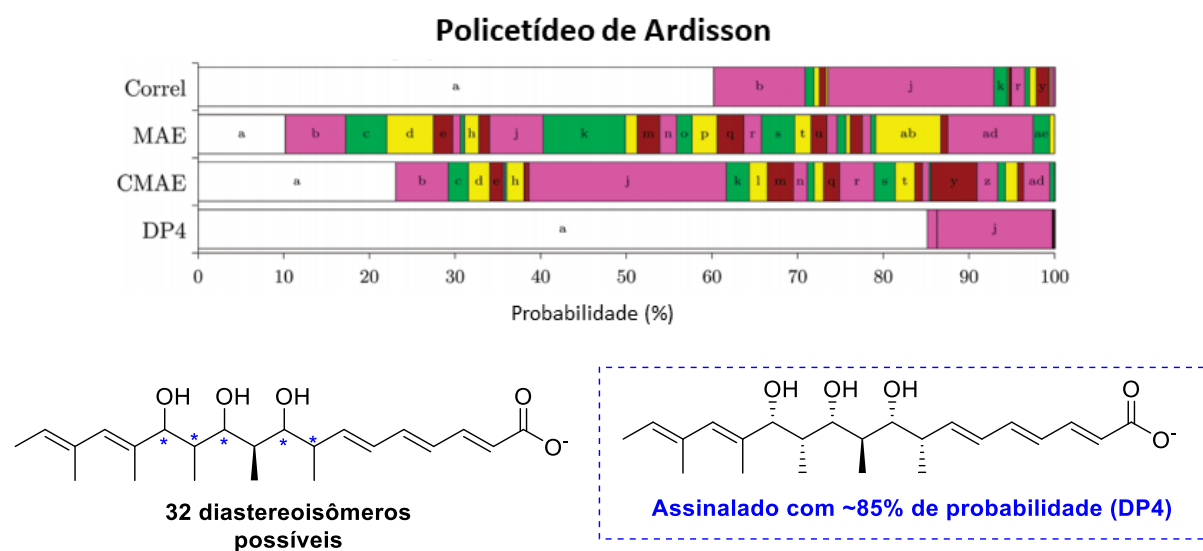 Policetídeo de Ardisson
Correl a b j k r y
MAE a b c d e h j k m n o p q r s t u ab ad ae
CMAE a b c d e h j k l m n q r s t y z ad
DP4 a j
0 10 20 30 40 50 60 70 80 90 100
Probabilidade (%)
OH OH OH O
* * * * * *
O-
32 diastereoisômeros
possíveis
OH OH OH O
O-
Assinalado com ~85% de probabilidade (DP4)